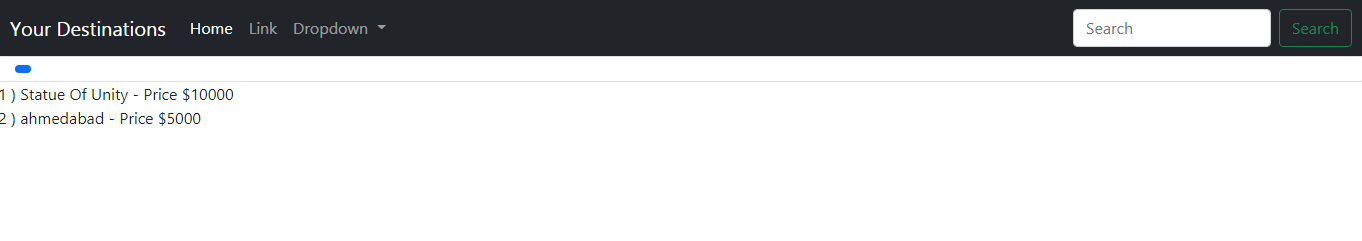 Your Destinations Home Link Dropdown Search Search
1 ) Statue Of Unity - Price $10000
2 ) ahmedabad - Price $5000